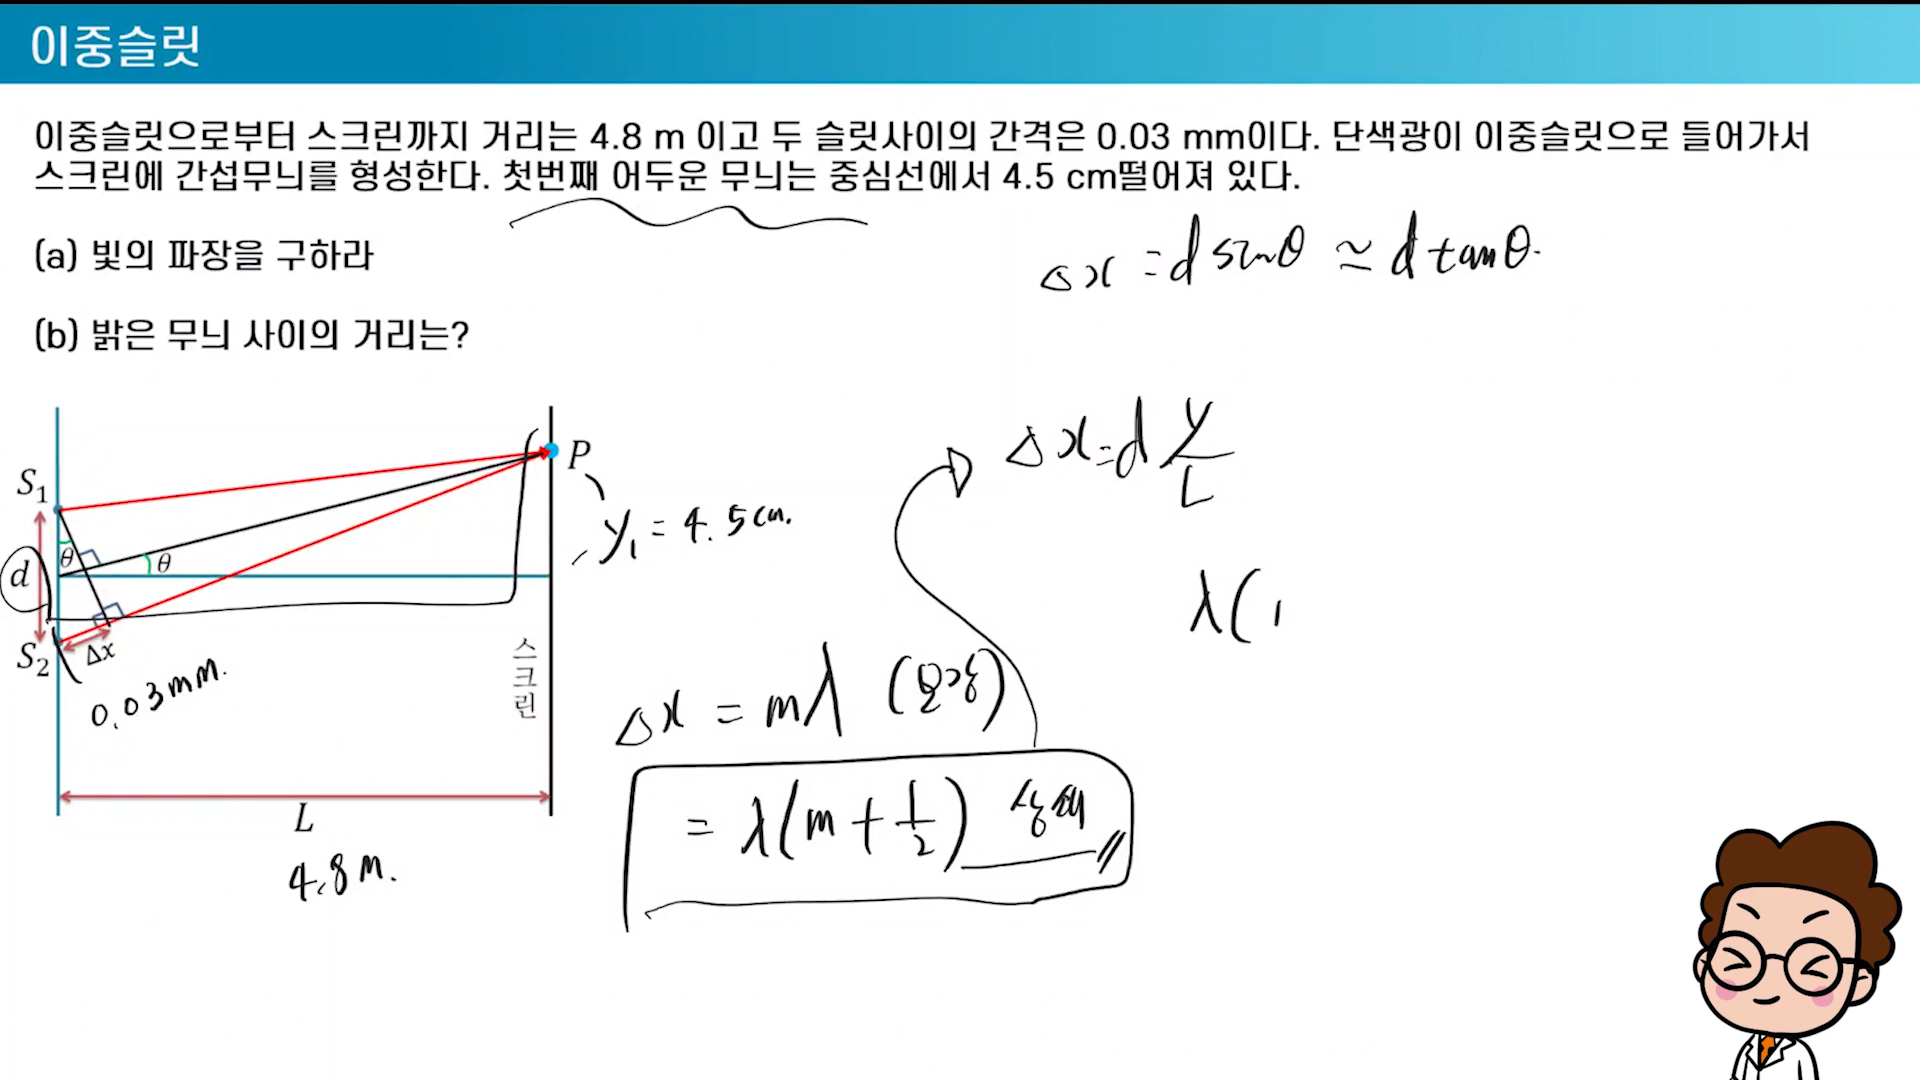 이중슬릿
이중슬릿으로부터 스크린까지 거리는 4.8 m 이고 두 슬릿사이의 간격은 0.03 mm이다. 단색광이 이중슬릿으로 들어가서
스크린에 간섭무늬를 형성한다. 첫번째 어두운 무늬는 중심선에서 4.5 cm떨어져 있다.
(a) 빛의 파장을 구하라
Δx = d sinθ ≃ d tanθ
(b) 밝은 무늬 사이의 거리는?
Δx = d y/L
P
S₁
y₁ = 4.5cm.
θ
θ
d
λ(
S₂
Δx
0.03mm.
스크린
Δx = mλ (보강)
L
= λ(m + 1/2) 상쇄
4.8m.